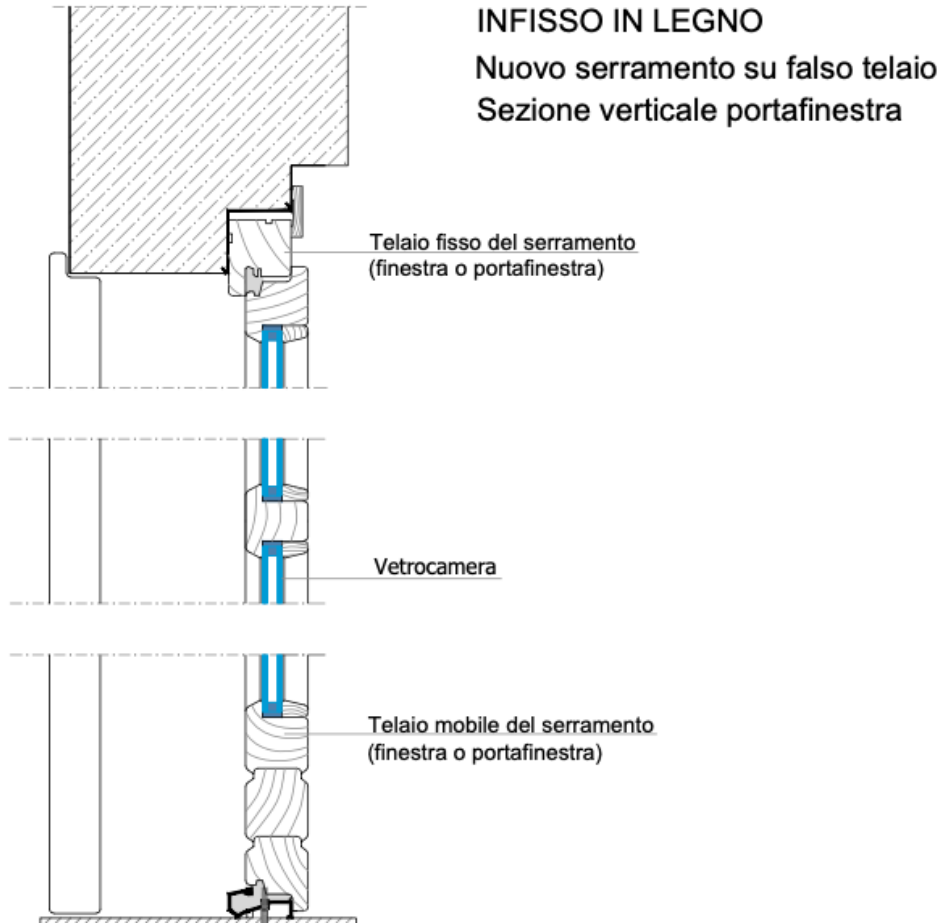 INFISSO IN LEGNO
Nuovo serramento su falso telaio
Sezione verticale portafinestra
Telaio fisso del serramento
(finestra o portafinestra)
Vetrocamera
Telaio mobile del serramento
(finestra o portafinestra)